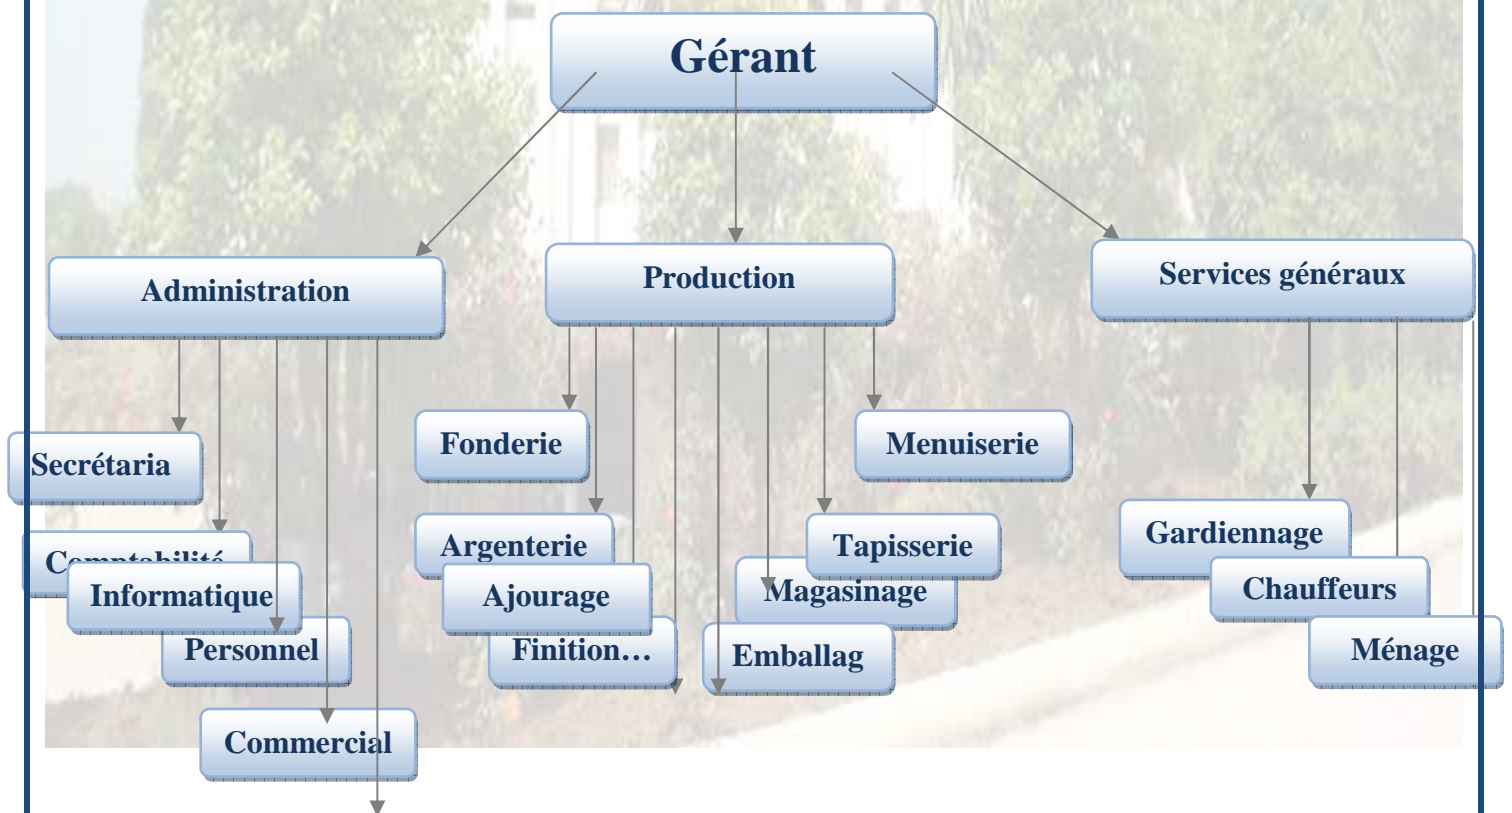 Gérant
Administration
Production
Services généraux
Secrétaria
Comptabilité
Informatique
Personnel
Commercial
Fonderie
Argenterie
Ajourage
Finition…
Menuiserie
Tapisserie
Magasinage
Emballag
Gardiennage
Chauffeurs
Ménage